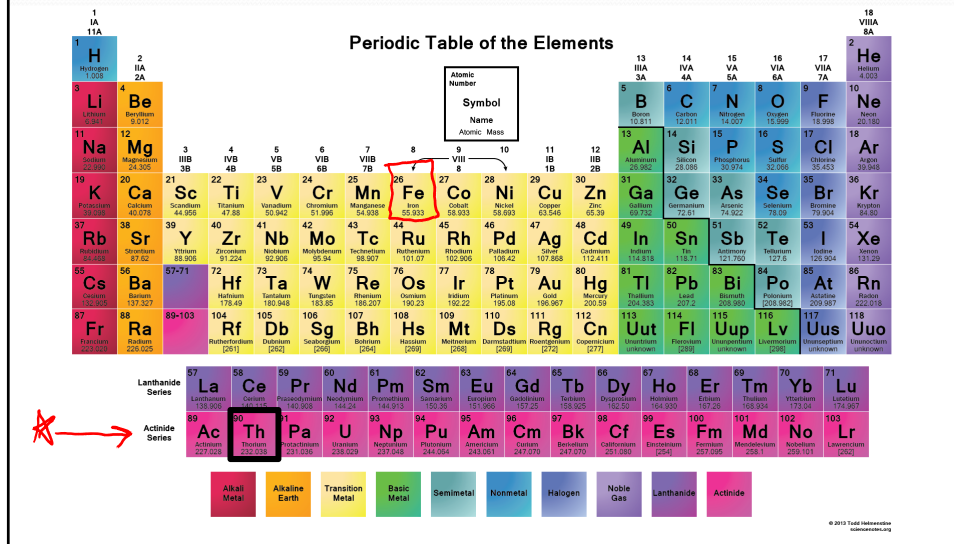 1
IA
11A
18
VIIIA
8A
Periodic Table of the Elements
1
H
Hydrogen
1.008
2
IIA
2A
13
IIIA
3A
14
IVA
4A
15
VA
5A
16
VIA
6A
17
VIIA
7A
2
He
Helium
4.003
Atomic
Number
Symbol
Name
Atomic Mass
3
Li
Lithium
6.941
4
Be
Beryllium
9.012
5
B
Boron
10.811
6
C
Carbon
12.011
7
N
Nitrogen
14.007
8
O
Oxygen
15.999
9
F
Fluorine
18.998
10
Ne
Neon
20.180
11
Na
Sodium
22.990
12
Mg
Magnesium
24.305
3
IIIB
3B
4
IVB
4B
5
VB
5B
6
VIB
6B
7
VIIB
7B
8
9
10
VIII
8
11
IB
1B
12
IIB
2B
13
Al
Aluminum
26.982
14
Si
Silicon
28.086
15
P
Phosphorus
30.974
16
S
Sulfur
32.066
17
Cl
Chlorine
35.453
18
Ar
Argon
39.948
19
K
Potassium
39.098
20
Ca
Calcium
40.078
21
Sc
Scandium
44.956
22
Ti
Titanium
47.88
23
V
Vanadium
50.942
24
Cr
Chromium
51.996
25
Mn
Manganese
54.938
26
Fe
Iron
55.933
27
Co
Cobalt
58.933
28
Ni
Nickel
58.693
29
Cu
Copper
63.546
30
Zn
Zinc
65.39
31
Ga
Gallium
69.732
32
Ge
Germanium
72.61
33
As
Arsenic
74.922
34
Se
Selenium
78.09
35
Br
Bromine
79.904
36
Kr
Krypton
84.80
37
Rb
Rubidium
84.468
38
Sr
Strontium
87.62
39
Y
Yttrium
88.906
40
Zr
Zirconium
91.224
41
Nb
Niobium
92.906
42
Mo
Molybdenum
95.94
43
Tc
Technetium
98.907
44
Ru
Ruthenium
101.07
45
Rh
Rhodium
102.906
46
Pd
Palladium
106.42
47
Ag
Silver
107.868
48
Cd
Cadmium
112.411
49
In
Indium
114.818
50
Sn
Tin
118.71
51
Sb
Antimony
121.760
52
Te
Tellurium
127.6
53
I
Iodine
126.904
54
Xe
Xenon
131.29
55
Cs
Cesium
132.905
56
Ba
Barium
137.327
57-71
72
Hf
Hafnium
178.49
73
Ta
Tantalum
180.948
74
W
Tungsten
183.85
75
Re
Rhenium
186.207
76
Os
Osmium
190.23
77
Ir
Iridium
192.22
78
Pt
Platinum
195.08
79
Au
Gold
196.967
80
Hg
Mercury
200.59
81
Tl
Thallium
204.383
82
Pb
Lead
207.2
83
Bi
Bismuth
208.980
84
Po
Polonium
[208.982]
85
At
Astatine
209.987
86
Rn
Radon
222.018
87
Fr
Francium
223.020
88
Ra
Radium
226.025
89-103
104
Rf
Rutherfordium
[261]
105
Db
Dubnium
[262]
106
Sg
Seaborgium
[266]
107
Bh
Bohrium
[264]
108
Hs
Hassium
[269]
109
Mt
Meitnerium
[268]
110
Ds
Darmstadtium
[269]
111
Rg
Roentgenium
[272]
112
Cn
Copernicium
[277]
113
Uut
Ununtrium
unknown
114
Fl
Flerovium
[289]
115
Uup
Ununpentium
unknown
116
Lv
Livermorium
[298]
117
Uus
Ununseptium
unknown
118
Uuo
Ununoctium
unknown
Lanthanide
Series
57
La
Lanthanum
138.906
58
Ce
Cerium
140.115
59
Pr
Praseodymium
140.908
60
Nd
Neodymium
144.24
61
Pm
Promethium
144.913
62
Sm
Samarium
150.36
63
Eu
Europium
151.966
64
Gd
Gadolinium
157.25
65
Tb
Terbium
158.925
66
Dy
Dysprosium
162.50
67
Ho
Holmium
164.930
68
Er
Erbium
167.26
69
Tm
Thulium
168.934
70
Yb
Ytterbium
173.04
71
Lu
Lutetium
174.967
Actinide
Series
89
Ac
Actinium
227.028
90
Th
Thorium
232.038
91
Pa
Protactinium
231.036
92
U
Uranium
238.029
93
Np
Neptunium
237.048
94
Pu
Plutonium
244.064
95
Am
Americium
243.061
96
Cm
Curium
247.070
97
Bk
Berkelium
247.070
98
Cf
Californium
251.080
99
Es
Einsteinium
[254]
100
Fm
Fermium
257.095
101
Md
Mendelevium
258.1
102
No
Nobelium
259.101
103
Lr
Lawrencium
[262]
Alkali
Metal
Alkaline
Earth
Transition
Metal
Basic
Metal
Semimetal
Nonmetal
Halogen
Noble
Gas
Lanthanide
Actinide
© 2013 Todd Helmenstine
sciencenotes.org